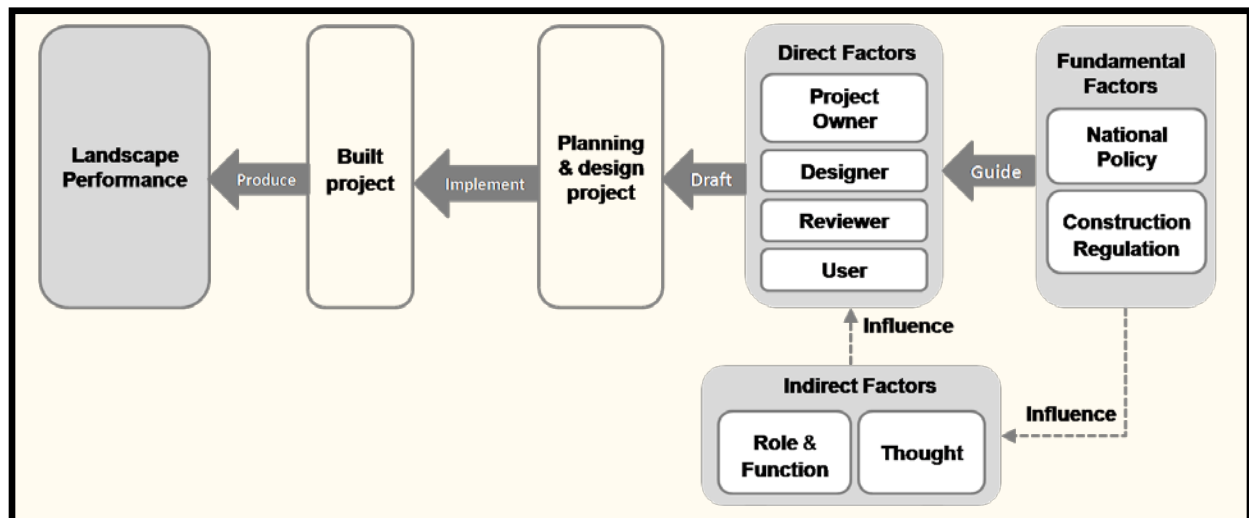 Landscape
Performance
Produce
Built
project
Implement
Planning
& design
project
Draft
Direct Factors
Project
Owner
Designer
Reviewer
User
Guide
Fundamental
Factors
National
Policy
Construction
Regulation
Influence
Indirect Factors
Role &
Function
Thought
Influence